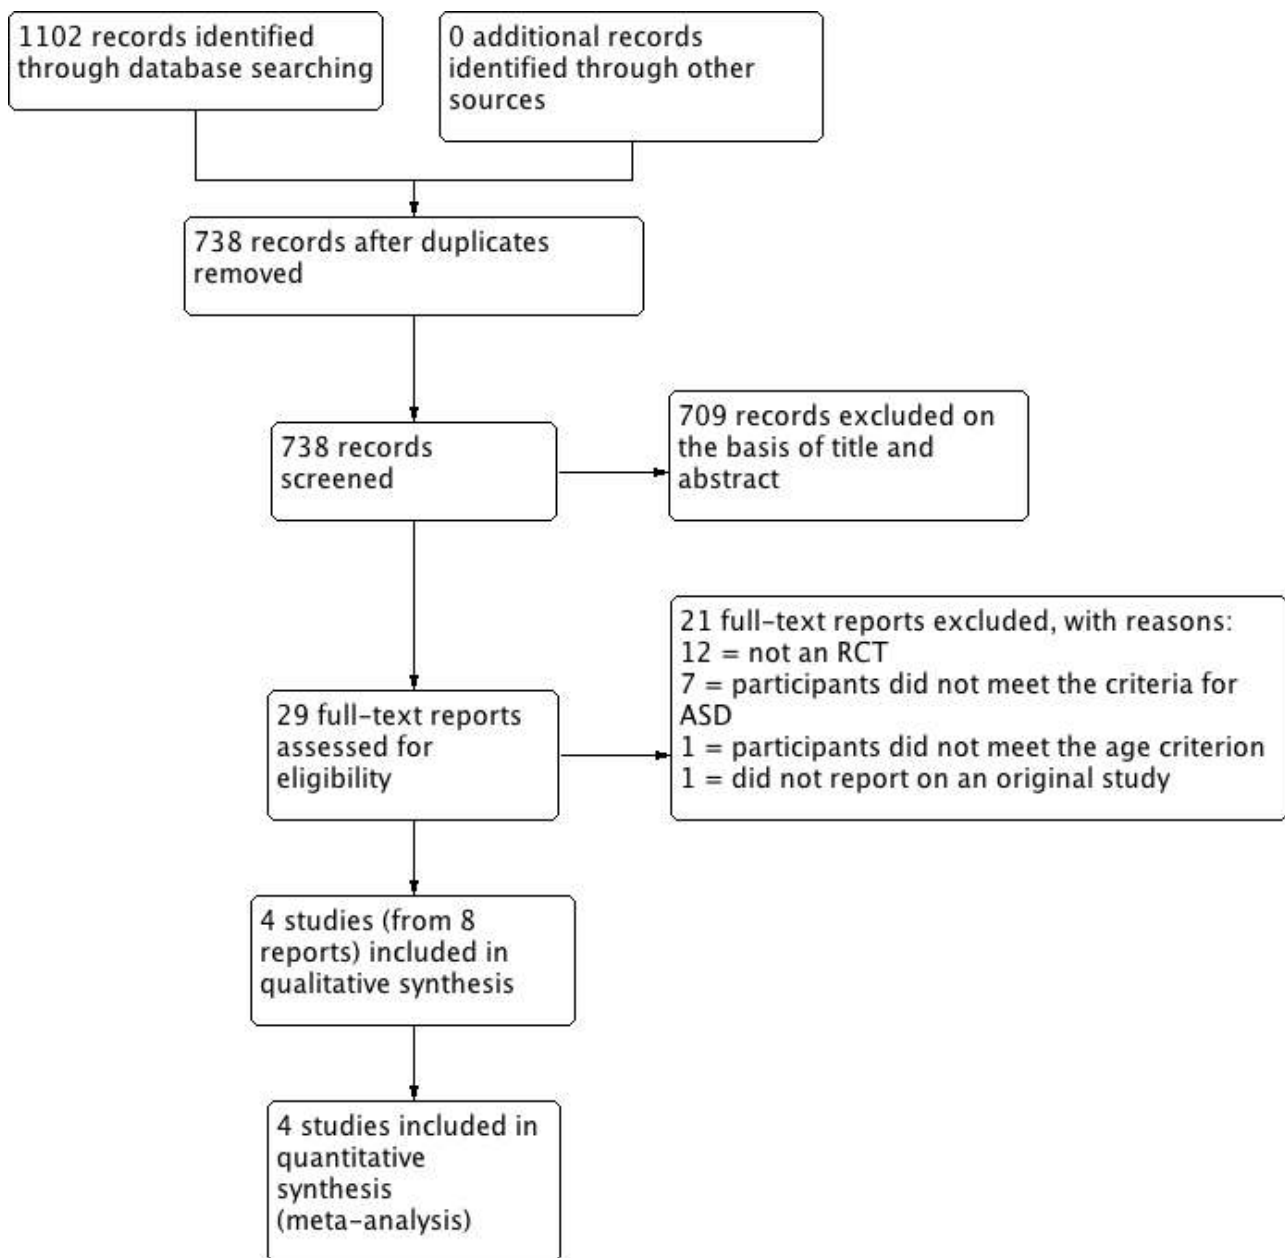 1102 records identified
through database searching
0 additional records
identified through other
sources
738 records after duplicates
removed
738 records
screened
709 records excluded on
the basis of title and
abstract
29 full-text reports
assessed for
eligibility
21 full-text reports excluded, with reasons:
12 = not an RCT
7 = participants did not meet the criteria for
ASD
1 = participants did not meet the age criterion
1 = did not report on an original study
4 studies (from 8
reports) included in
qualitative synthesis
4 studies included in
quantitative
synthesis
(meta-analysis)